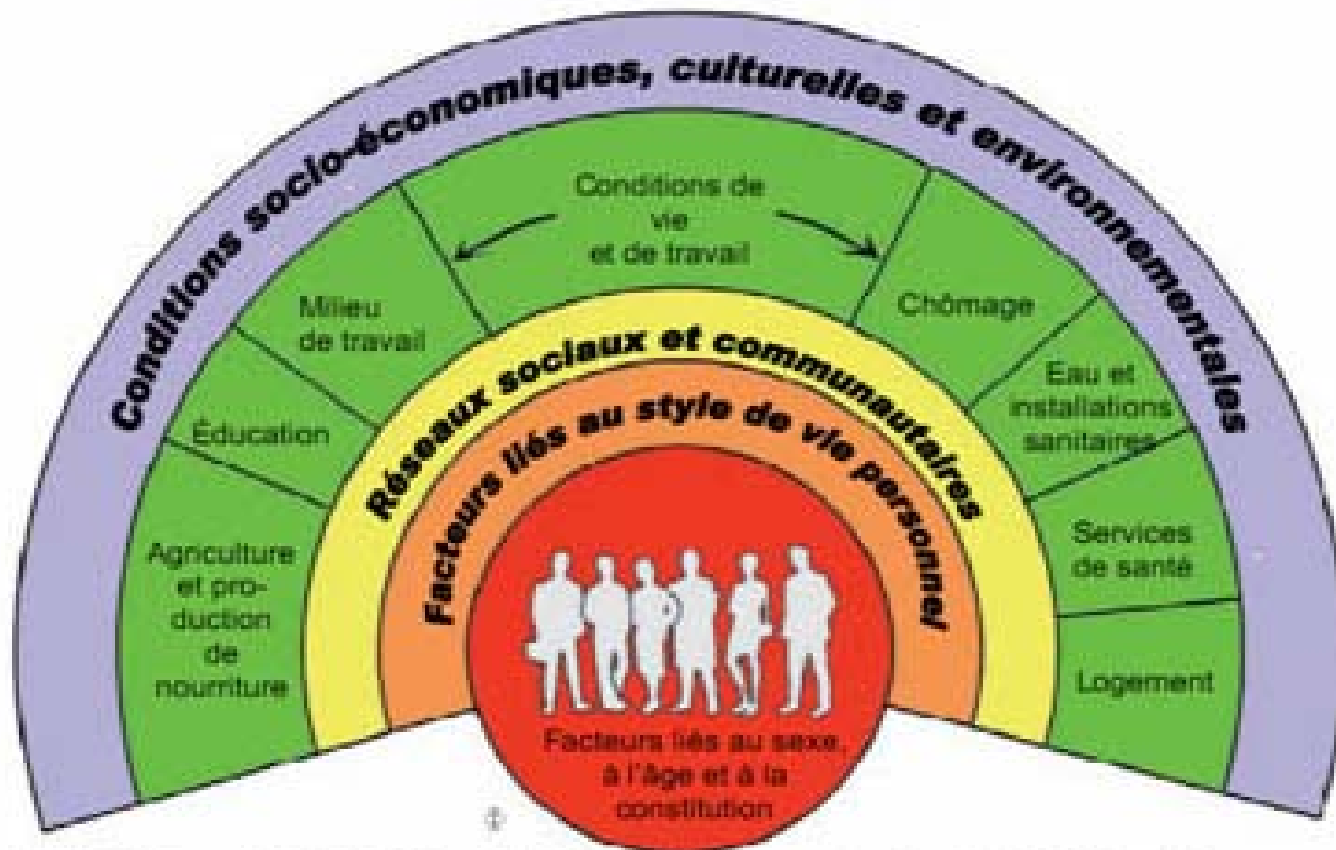 Conditions socio-économiques, culturelles et environnementales
Conditions de
vie
et de travail
Agriculture
et pro-
duction
de
nourriture
Éducation
Milieu
de travail
Chômage
Eau et
installations
sanitaires
Services
de santé
Logement
Réseaux sociaux et communautaires
Facteurs liés au style de vie personnel
Facteurs liés au sexe,
à l'âge et à la
constitution